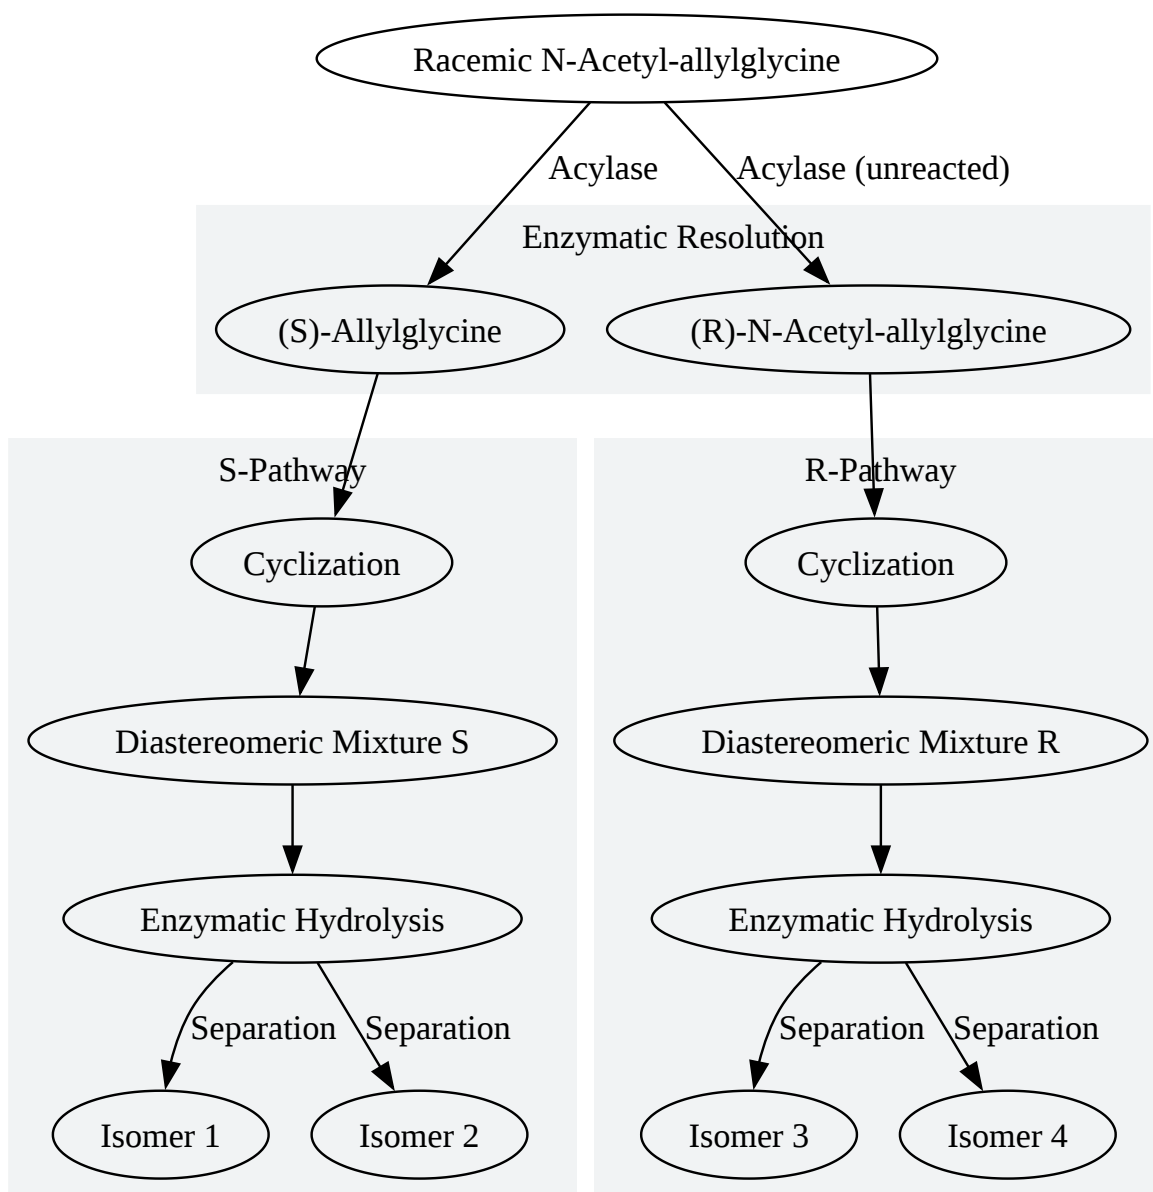 Racemic N-Acetyl-allylglycine
Acylase
Acylase (unreacted)
Enzymatic Resolution
(S)-Allylglycine
(R)-N-Acetyl-allylglycine
S-Pathway
R-Pathway
Cyclization
Cyclization
Diastereomeric Mixture S
Diastereomeric Mixture R
Enzymatic Hydrolysis
Enzymatic Hydrolysis
Separation
Separation
Separation
Separation
Isomer 1
Isomer 2
Isomer 3
Isomer 4